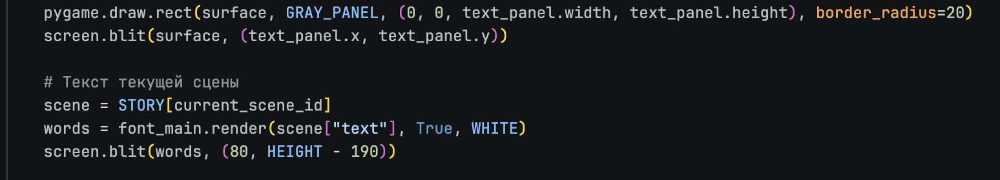 pygame.draw.rect(surface, GRAY_PANEL, (0, 0, text_panel.width, text_panel.height), border_radius=20)
screen.blit(surface, (text_panel.x, text_panel.y))
# Текст текущей сцены
scene = STORY[current_scene_id]
words = font_main.render(scene["text"], True, WHITE)
screen.blit(words, (80, HEIGHT - 190))